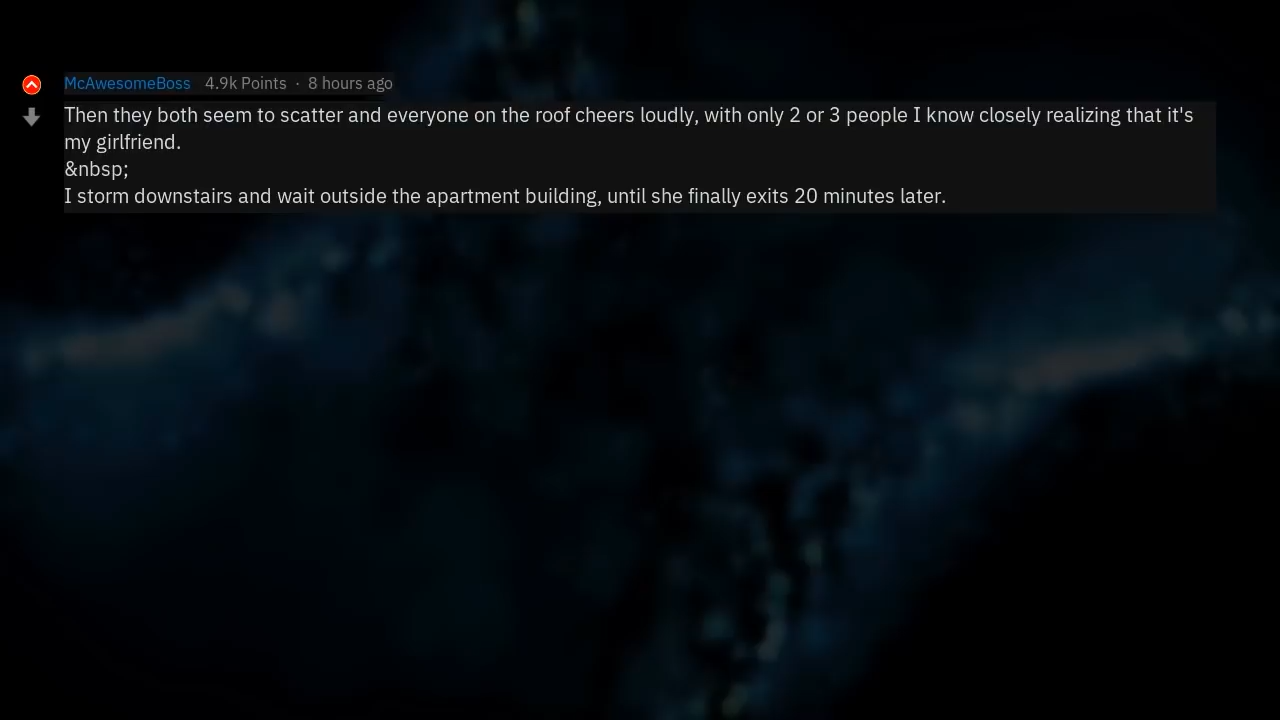 McAwesomeBoss 4.9k Points · 8 hours ago
Then they both seem to scatter and everyone on the roof cheers loudly, with only 2 or 3 people I know closely realizing that it's
my girlfriend.
&nbsp;
I storm downstairs and wait outside the apartment building, until she finally exits 20 minutes later.